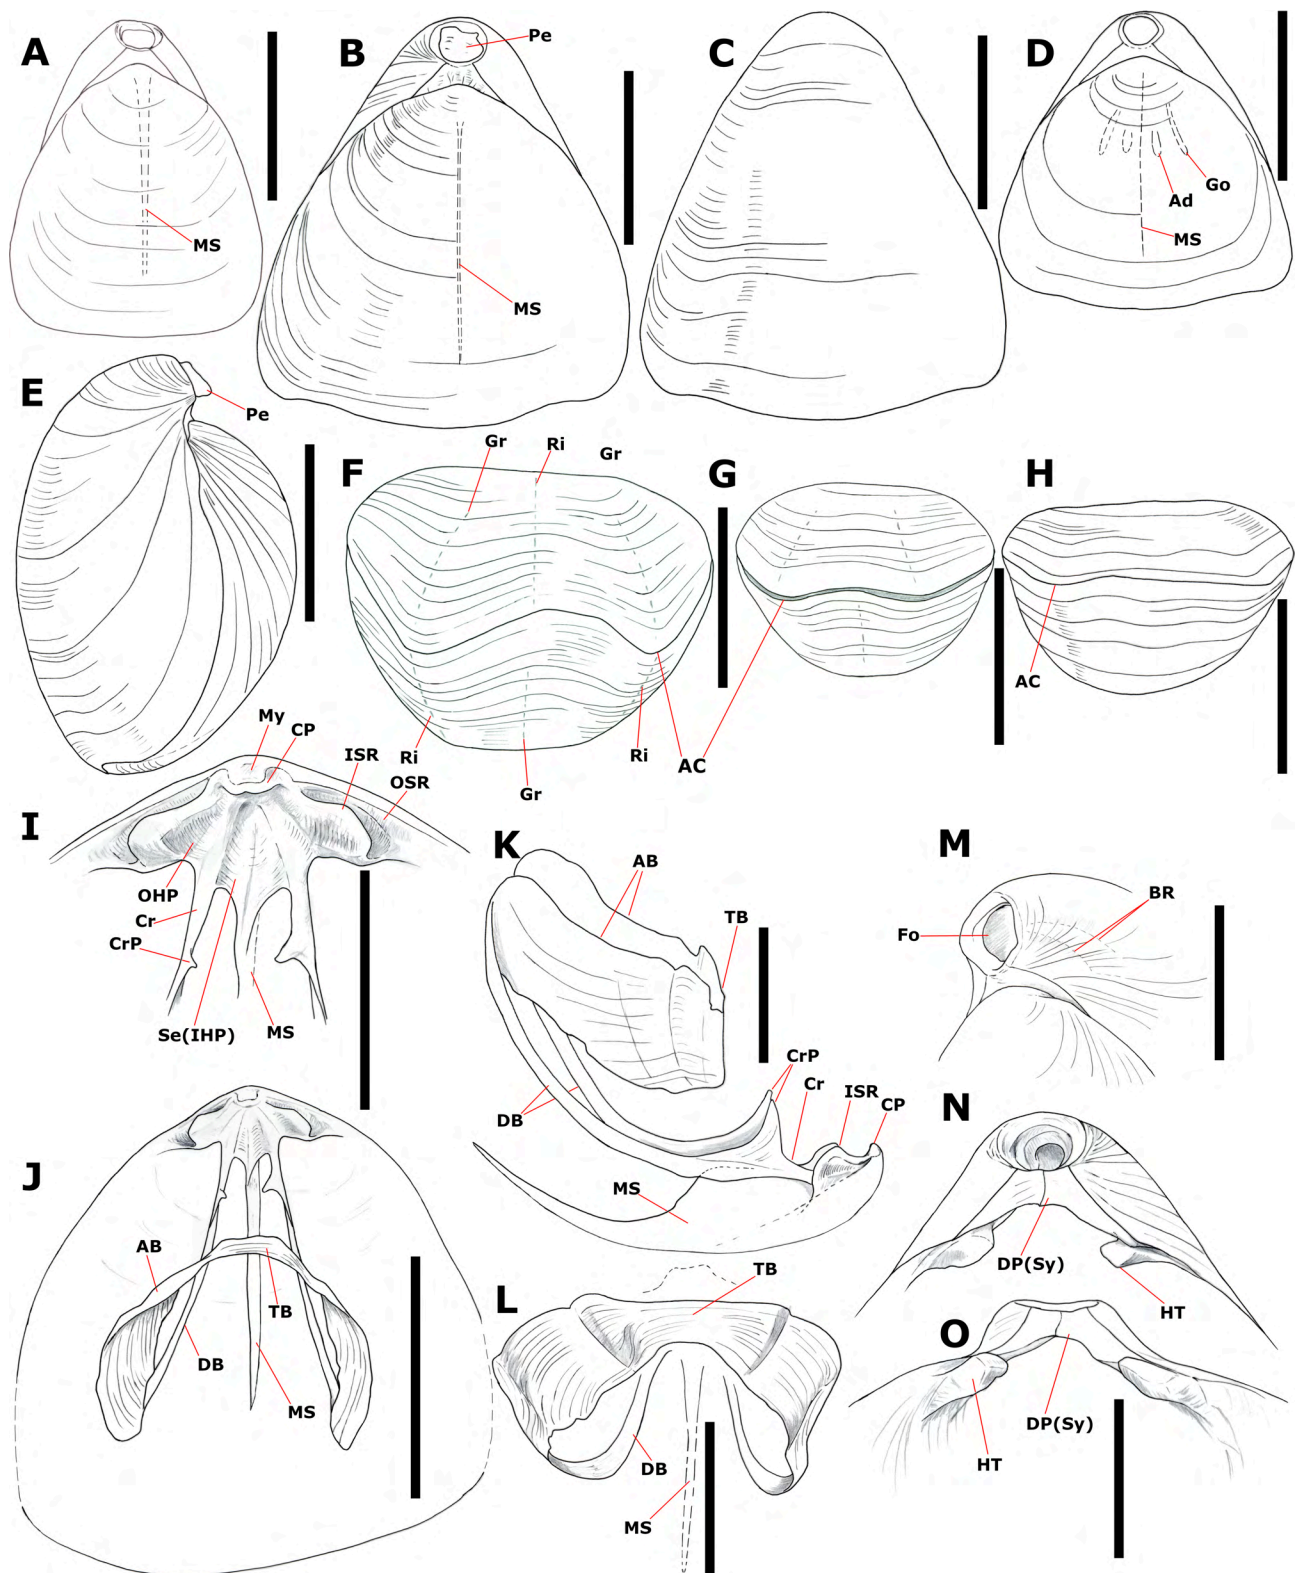 A
B
Pe
C
D
MS
MS
Ad
Go
MS
E
Pe
F
Gr
Ri
Gr
G
H
AC
Ri
Gr
Ri
AC
My
CP
ISR
OSR
I
OHP
Cr
CrP
Se(IHP)
MS
K
AB
TB
CrP
Cr
ISR
CP
DB
MS
M
BR
Fo
N
DP(Sy)
HT
J
AB
TB
DB
MS
L
TB
DB
MS
O
DP(Sy)
HT